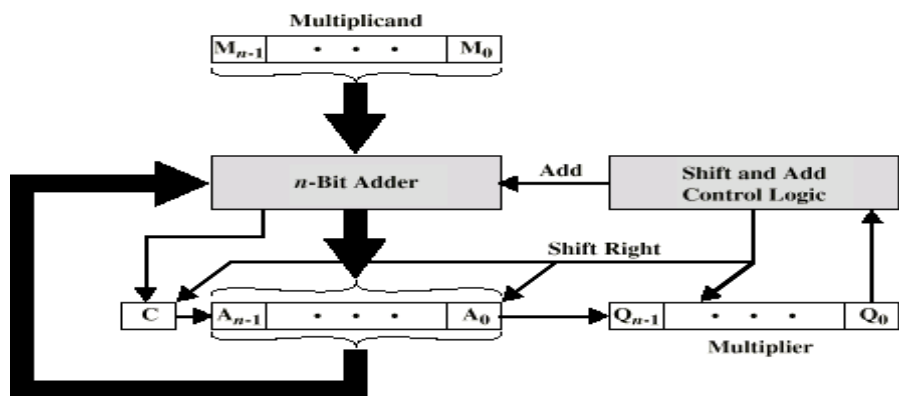 Multiplicand
Mn-1 • • • M0
n-Bit Adder
Add
Shift and Add
Control Logic
Shift Right
C
An-1 • • • A0
Qn-1 • • • Q0
Multiplier